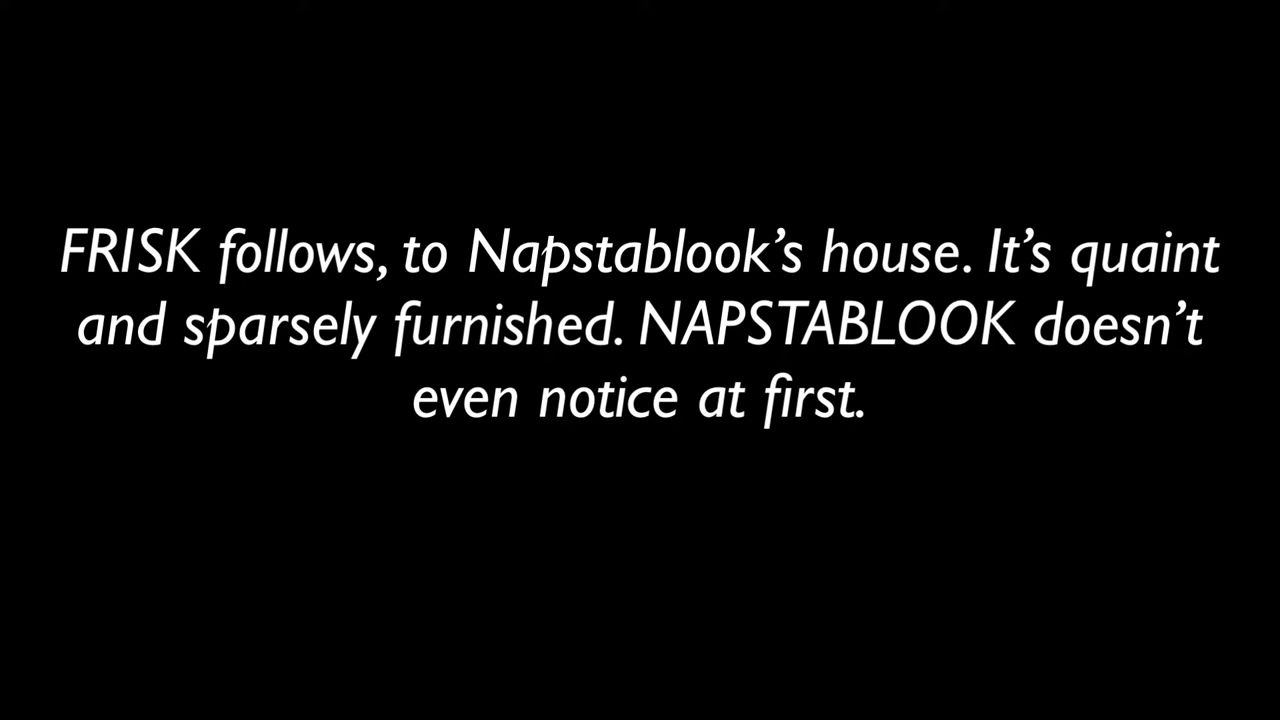 FRISK follows, to Napstablook’s house. It’s quaint
and sparsely furnished. NAPSTABLOOK doesn’t
even notice at first.